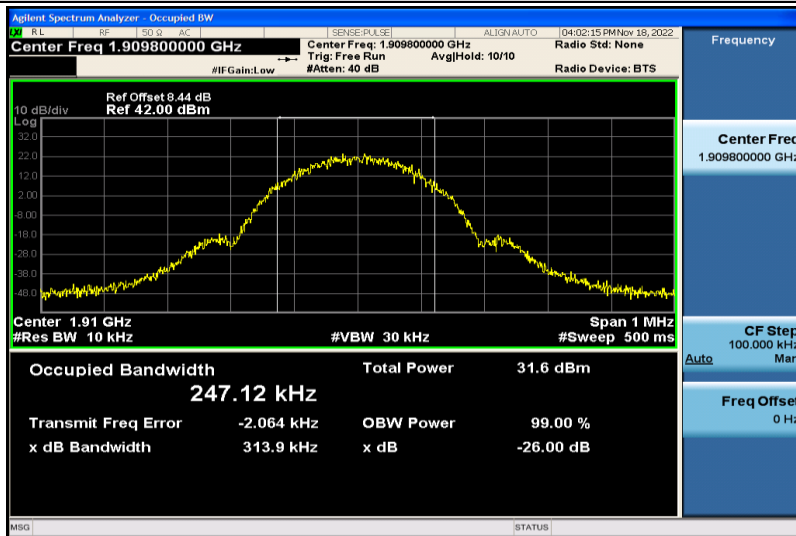 Agilent Spectrum Analyzer - Occupied BW
LXI RL RF 50 Ω AC SENSE:PULSE ALIGN AUTO 04:02:15 PM Nov 18, 2022
Center Freq 1.909800000 GHz Center Freq: 1.909800000 GHz Radio Std: None
Trig: Free Run Avg|Hold: 10/10
#IFGain:Low #Atten: 40 dB Radio Device: BTS
Frequency
Ref Offset 8.44 dB
10 dB/div Ref 42.00 dBm
Log
32.0
22.0
12.0
2.00
-8.00
-18.0
-28.0
-38.0
-48.0
Center 1.91 GHz Span 1 MHz
#Res BW 10 kHz #VBW 30 kHz #Sweep 500 ms
Occupied Bandwidth Total Power 31.6 dBm
247.12 kHz
Transmit Freq Error -2.064 kHz OBW Power 99.00 %
x dB Bandwidth 313.9 kHz x dB -26.00 dB
Center Freq
1.909800000 GHz
CF Step
100.000 kHz
Auto Man
Freq Offset
0 Hz
MSG STATUS